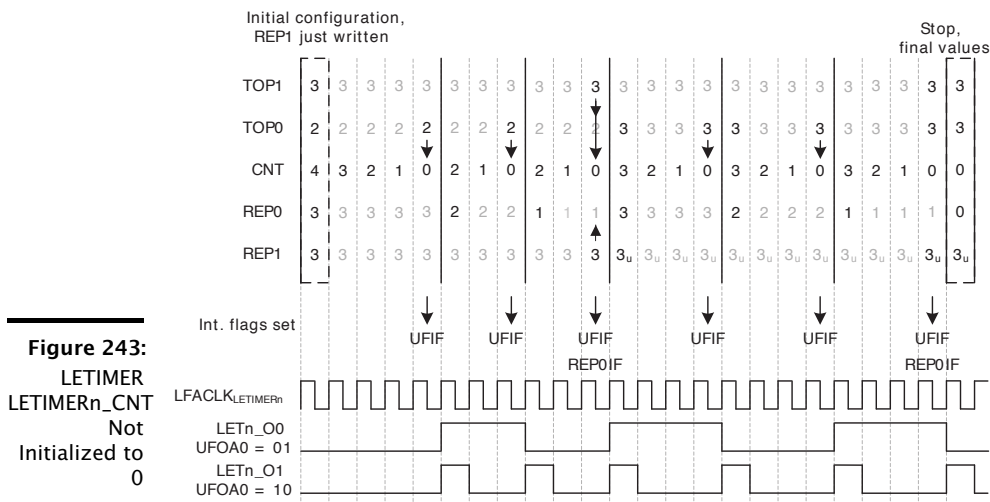 Initial configuration,
REP1 just written
Stop,
final values
TOP1 3 3 3 3 3 3 3 3 3 3 3 3 3 3 3 3 3 3 3 3 3 3 3 3
TOP0 2 2 2 2 2 2 2 2 2 2 2 3 3 3 3 3 3 3 3 3 3 3 3 3
CNT 4 3 2 1 0 2 1 0 2 1 0 3 2 1 0 3 2 1 0 3 2 1 0 0
REP0 3 3 3 3 3 2 2 2 1 1 1 3 3 3 3 2 2 2 2 1 1 1 1 0
REP1 3 3 3 3 3 3 3 3 3 3 3 3u 3u 3u 3u 3u 3u 3u 3u 3u 3u 3u 3u 3u
Int. flags set
UFIF UFIF UFIF UFIF UFIF UFIF
REP0IF REP0IF
LFACLKLETIMERn
LETn_O0
UFOA0 = 01
LETn_O1
UFOA0 = 10
Figure 243:
LETIMER
LETIMERn_CNT
Not
Initialized to
0